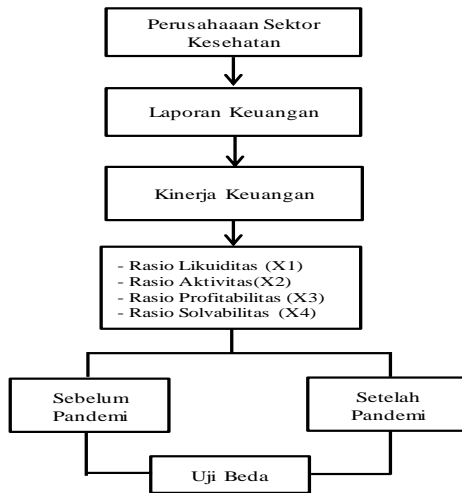 Perusahaaan Sektor
Kesehatan
Laporan Keuangan
Kinerja Keuangan
- Rasio Likuiditas (X1)
- Rasio Aktivitas(X2)
- Rasio Profitabilitas (X3)
- Rasio Solvabilitas (X4)
Sebelum
Pandemi
Setelah
Pandemi
Uji Beda